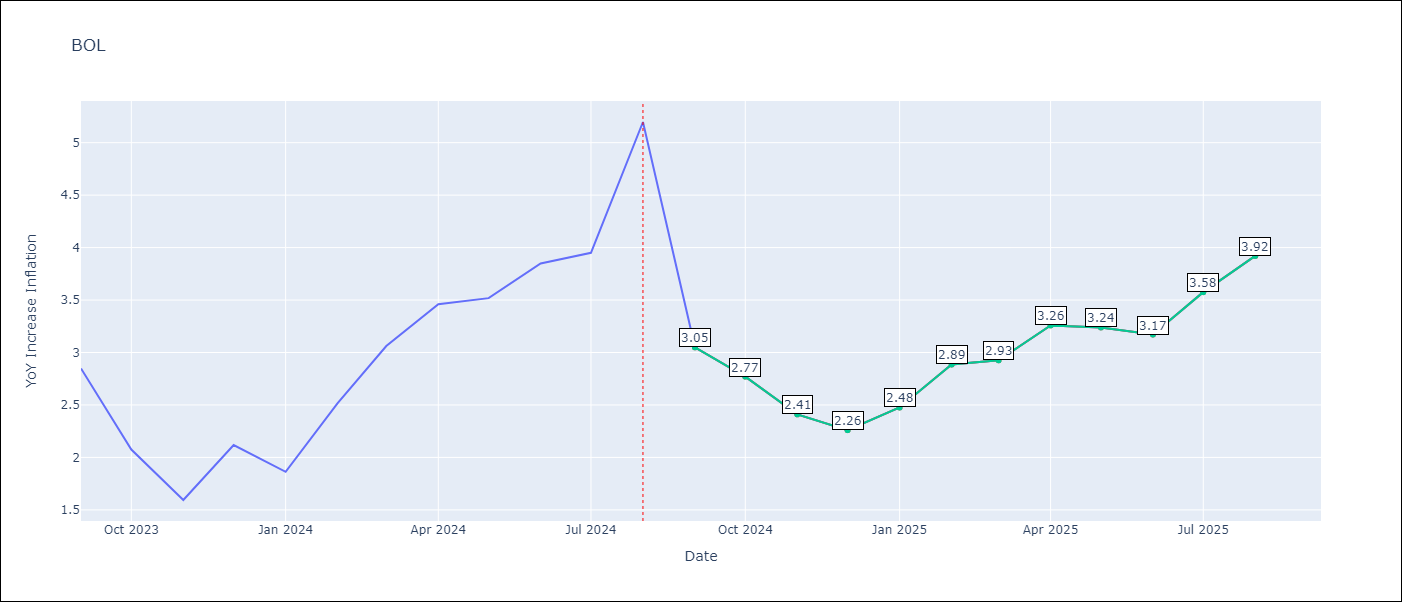 BOL
YoY Increase Inflation
5
4.5
4
3.5
3
2.5
2
1.5
3.05
2.77
2.41
2.26
2.48
2.89
2.93
3.26
3.24
3.17
3.58
3.92
Oct 2023
Jan 2024
Apr 2024
Jul 2024
Oct 2024
Jan 2025
Apr 2025
Jul 2025
Date